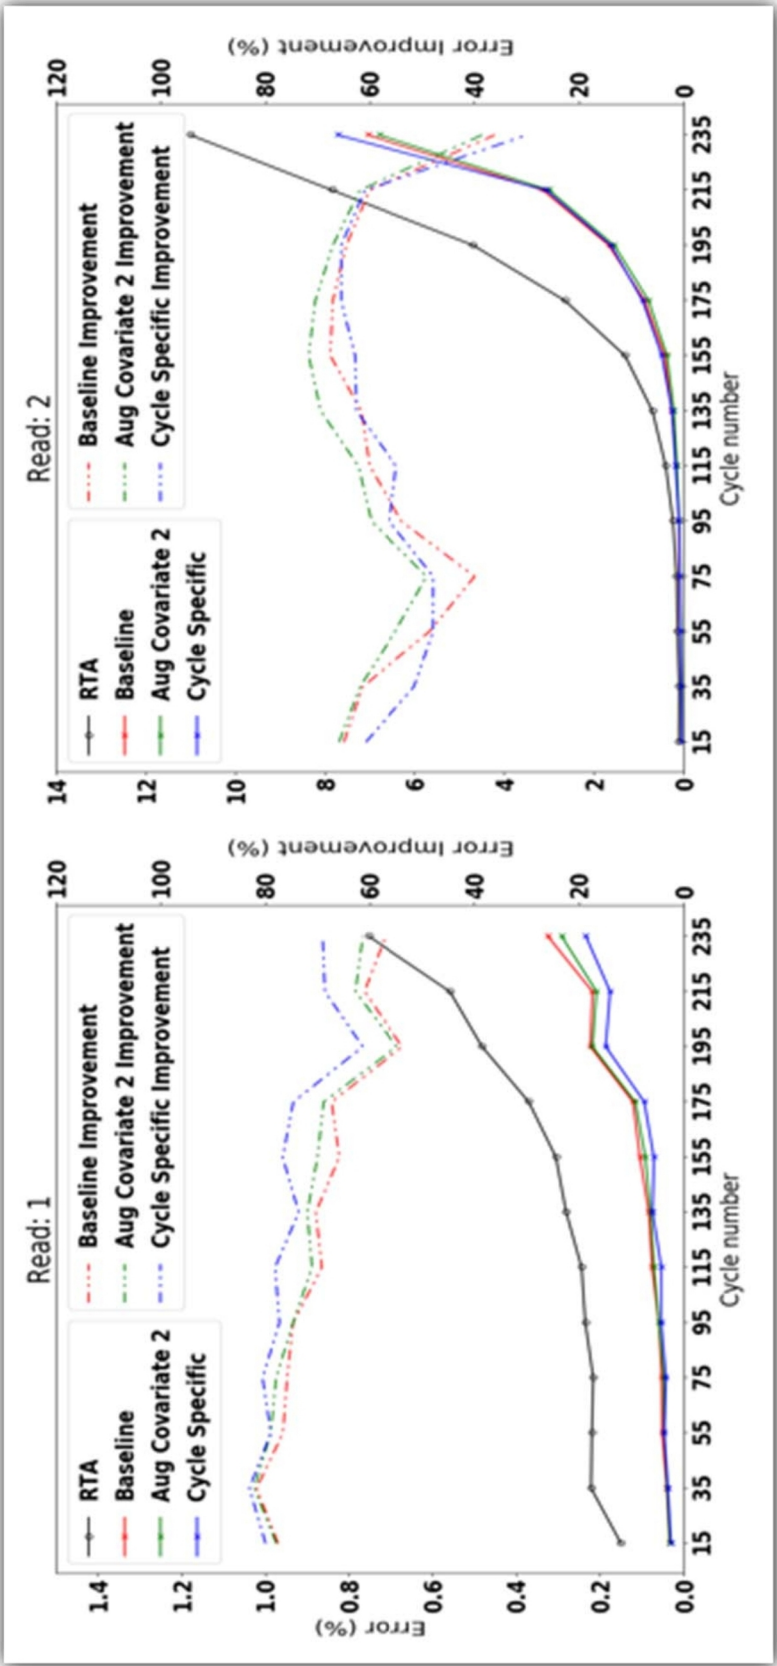 Read: 1
RTA
Baseline
Aug Covariate 2
Cycle Specific
Baseline Improvement
Aug Covariate 2 Improvement
Cycle Specific Improvement
Error (%)
1.4
1.2
1.0
0.8
0.6
0.4
0.2
0.0
120
100
80
60
40
20
0
Error Improvement (%)
15 35 55 75 95 115 135 155 175 195 215 235
Cycle number
Read: 2
RTA
Baseline
Aug Covariate 2
Cycle Specific
Baseline Improvement
Aug Covariate 2 Improvement
Cycle Specific Improvement
14
12
10
8
6
4
2
0
120
100
80
60
40
20
0
Error Improvement (%)
15 35 55 75 95 115 135 155 175 195 215 235
Cycle number